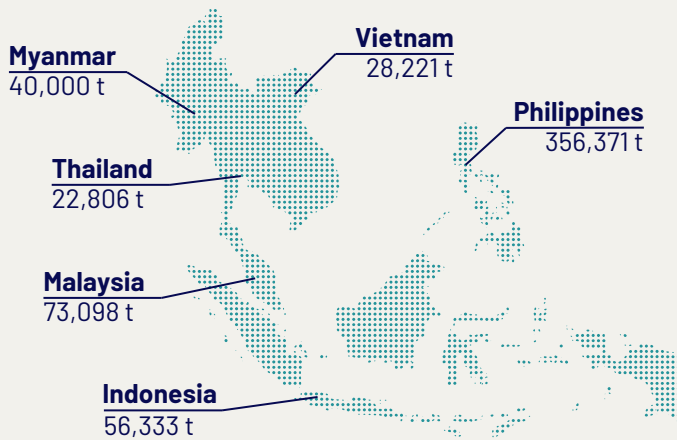 Myanmar
40,000 t
Vietnam
28,221 t
Philippines
356,371 t
Thailand
22,806 t
Malaysia
73,098 t
Indonesia
56,333 t